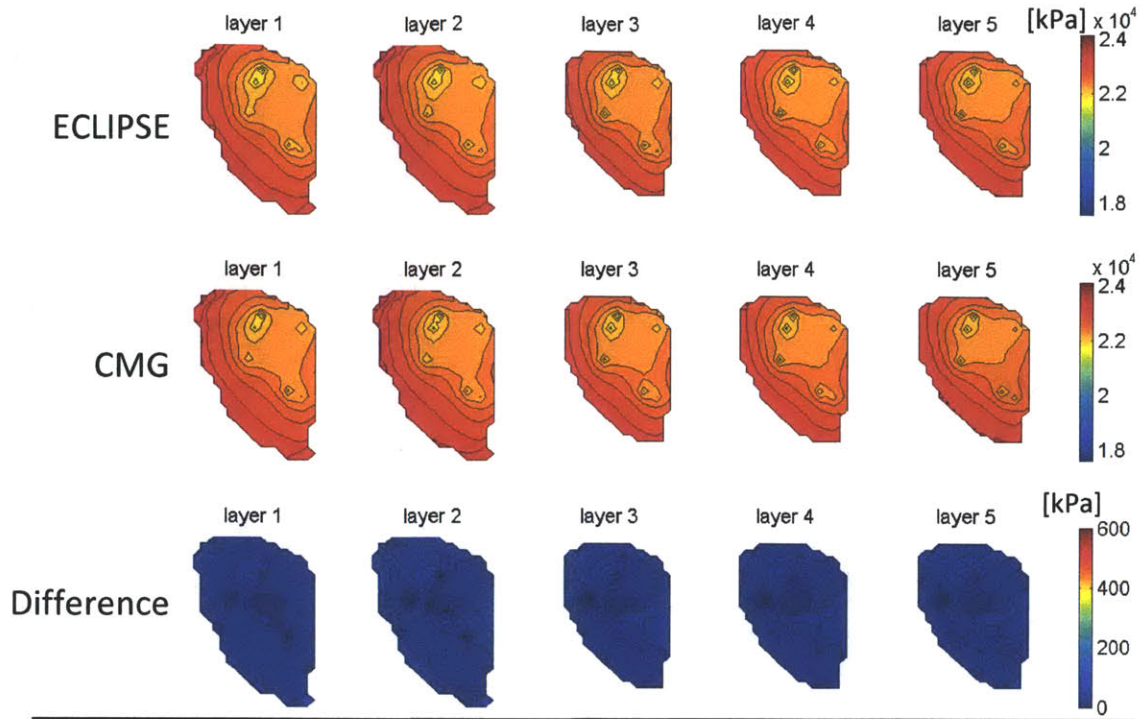 layer 1 layer 2 layer 3 layer 4 layer 5 [kPa] x 10^4
2.4
ECLIPSE
2.2
2
1.8
layer 1 layer 2 layer 3 layer 4 layer 5 x 10^4
2.4
CMG
2.2
2
1.8
layer 1 layer 2 layer 3 layer 4 layer 5 [kPa]
600
400
Difference
200
0